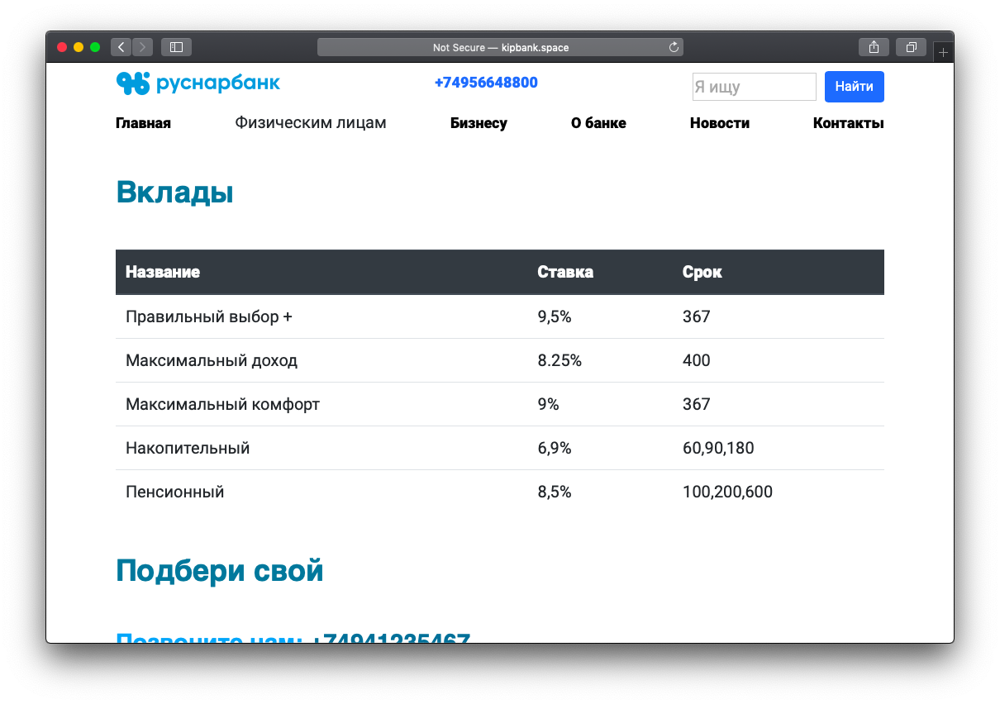 Not Secure — kipbank.space
руснарбанк +74956648800 Я ищу Найти
Главная Физическим лицам Бизнесу О банке Новости Контакты
Вклады
Название Ставка Срок
Правильный выбор + 9,5% 367
Максимальный доход 8.25% 400
Максимальный комфорт 9% 367
Накопительный 6,9% 60,90,180
Пенсионный 8,5% 100,200,600
Подбери свой
Позвоните нам: +74941235467